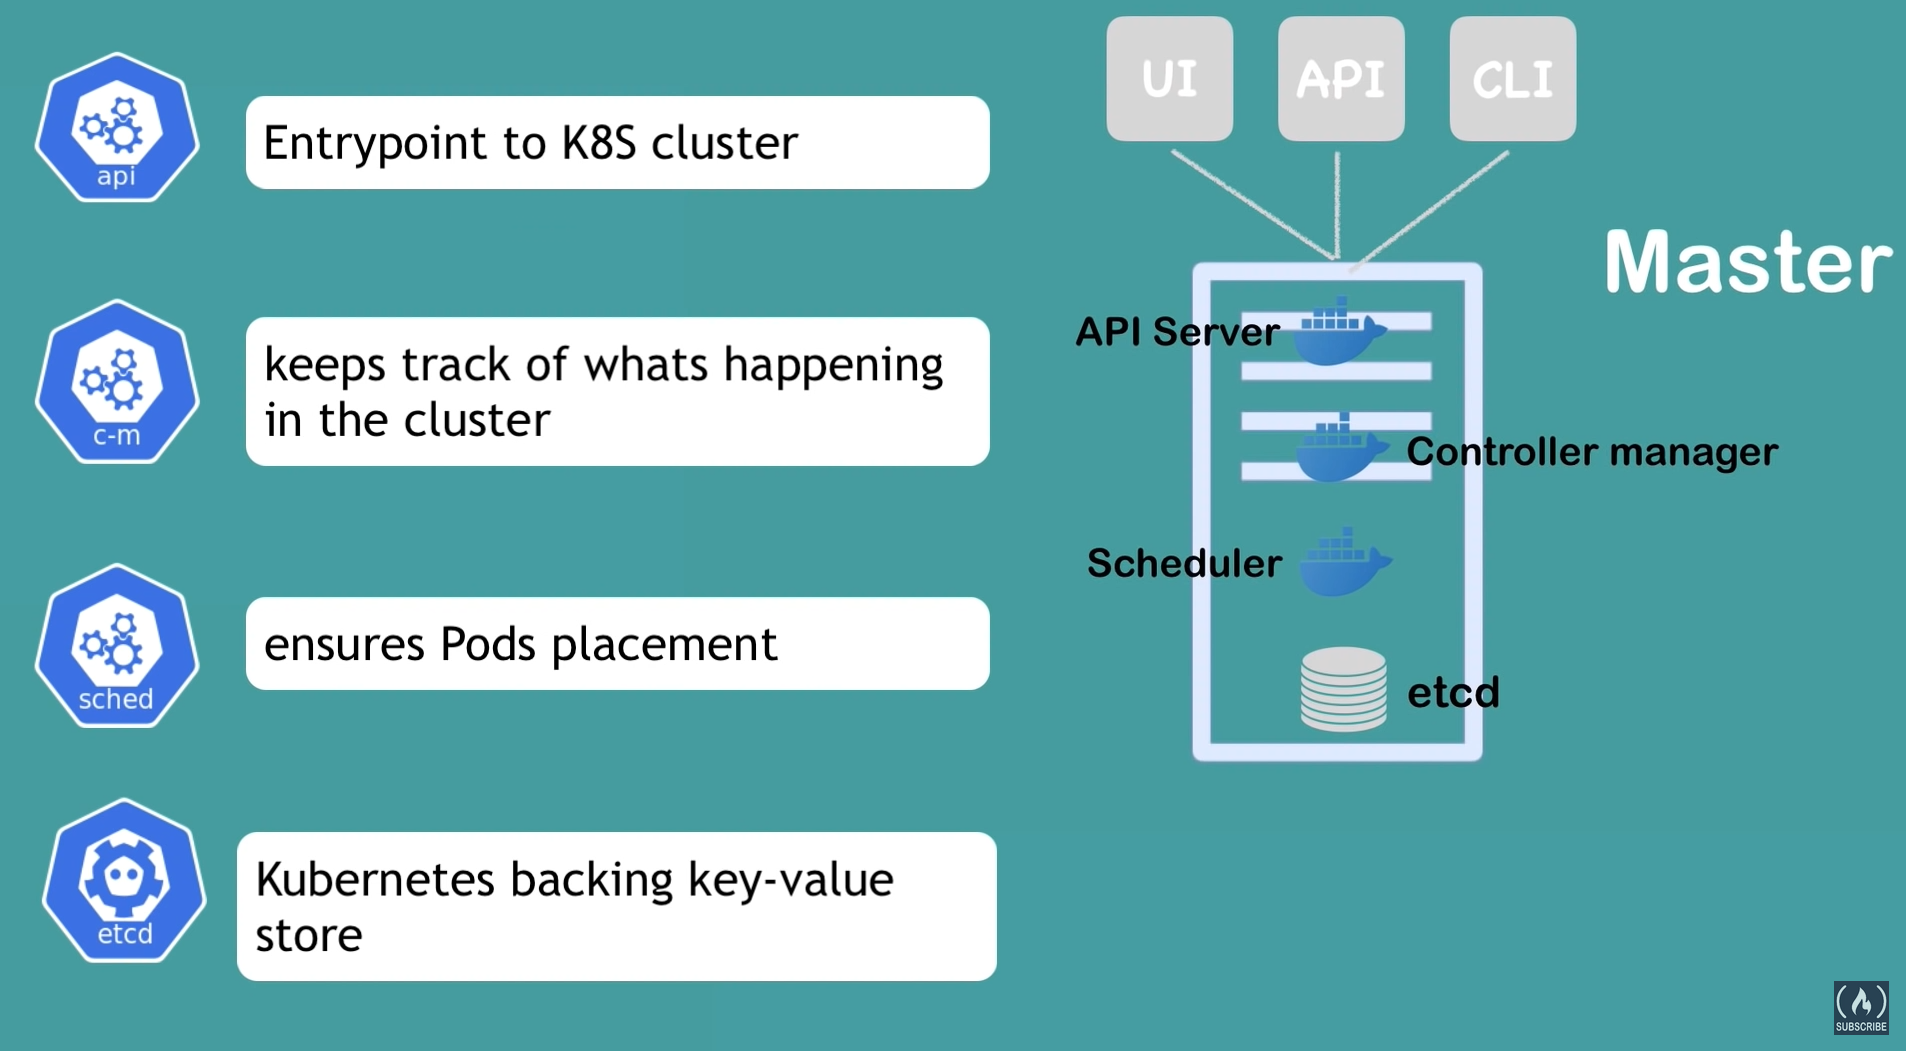 api
Entrypoint to K8S cluster
c-m
keeps track of whats happening
in the cluster
sched
ensures Pods placement
etcd
Kubernetes backing key-value
store
UI
API
CLI
Master
API Server
Controller manager
Scheduler
etcd
SUBSCRIBE